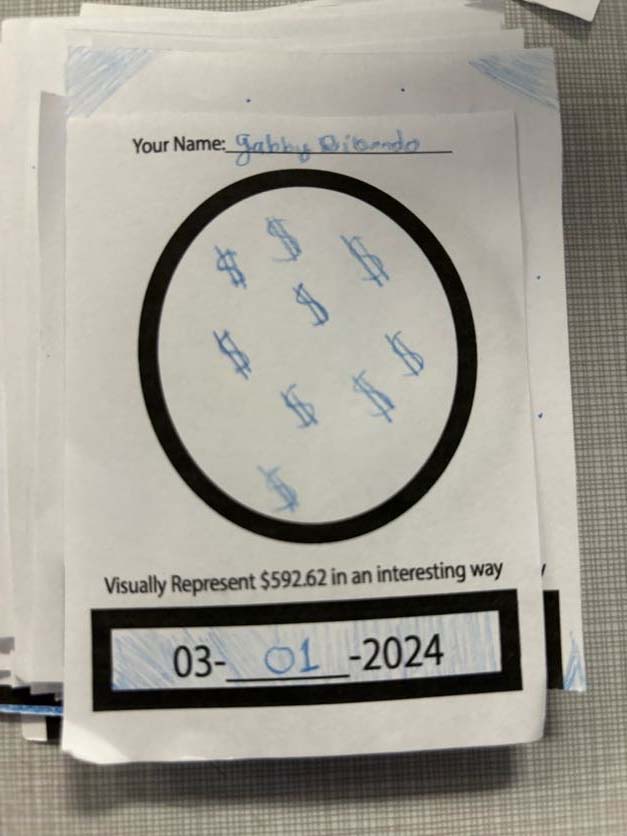 Your Name: Gabby
$ $ $
$
$ $
$ $
$
Visually Represent $592.62 in an interesting way
03- 01 -2024